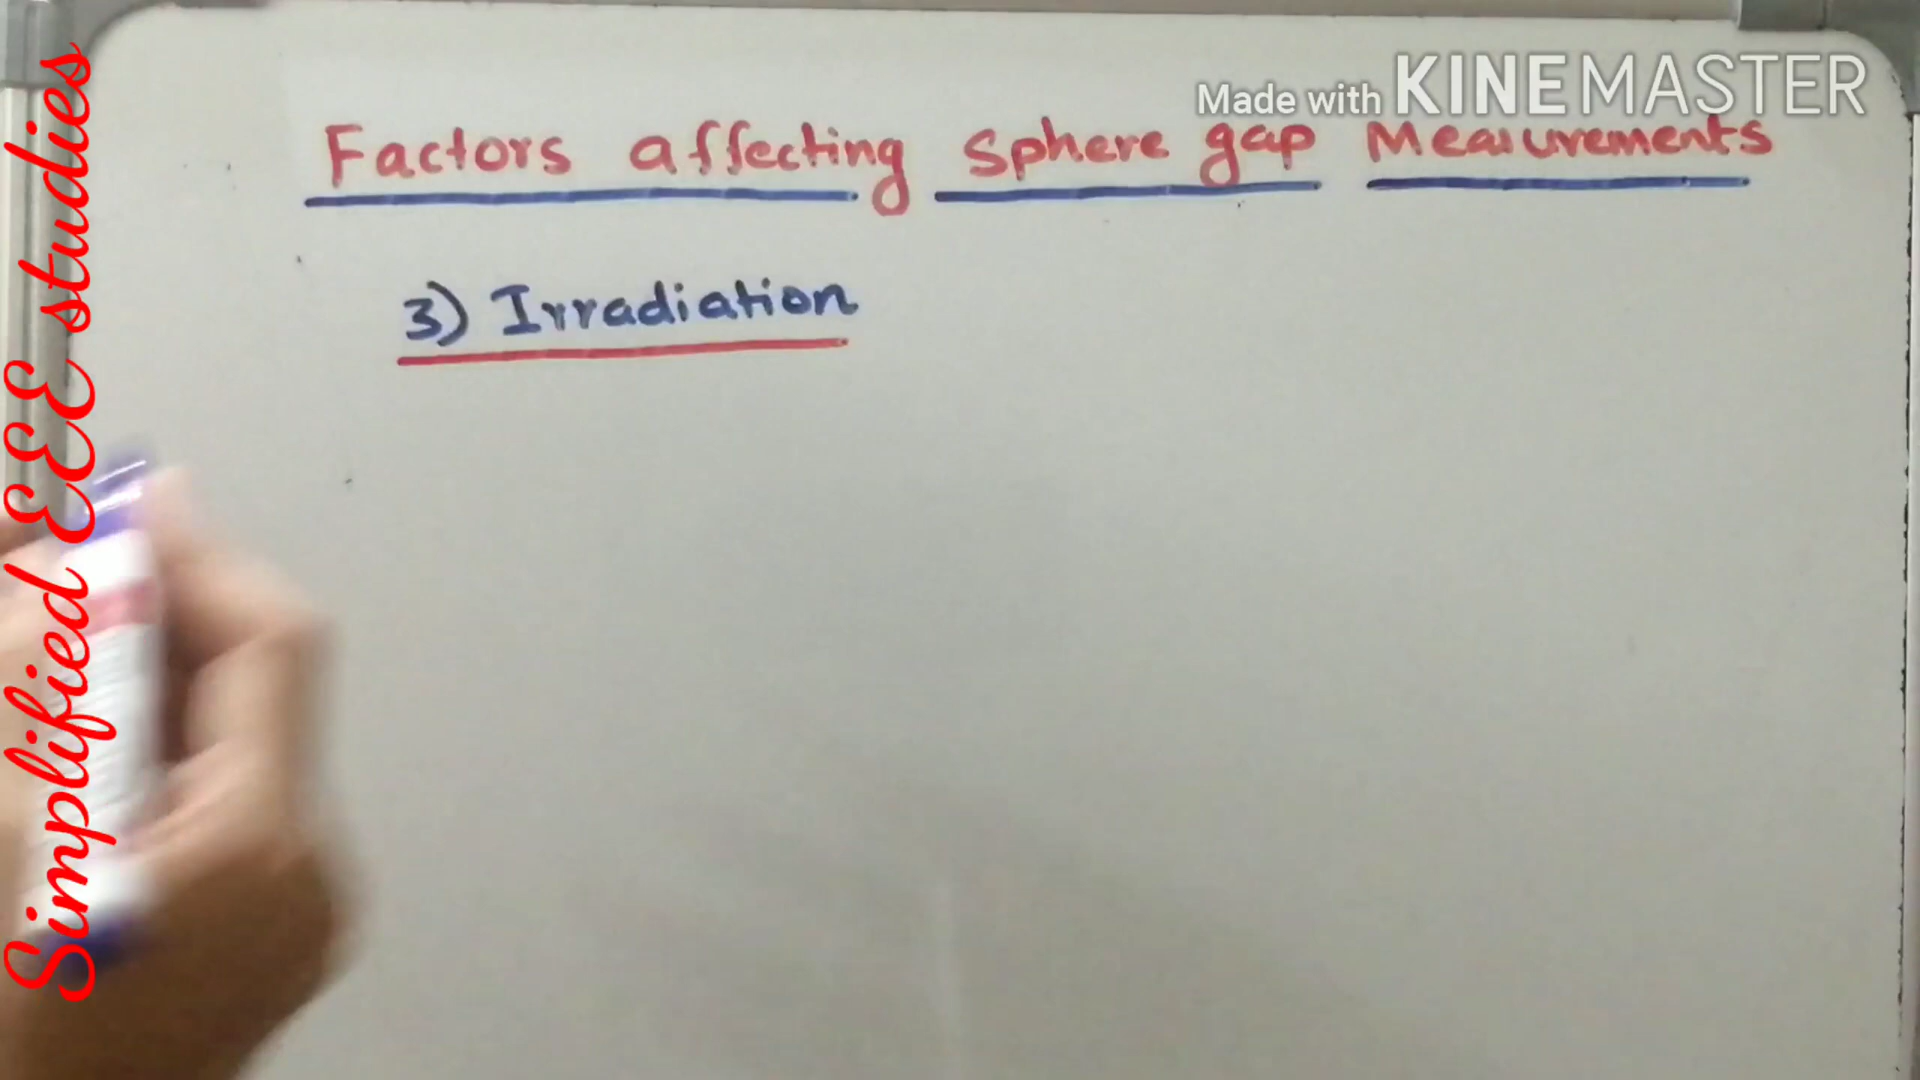 Made with KINEMASTER
Factors affecting sphere gap Measurements
3) Irradiation
Simplified EEE studies